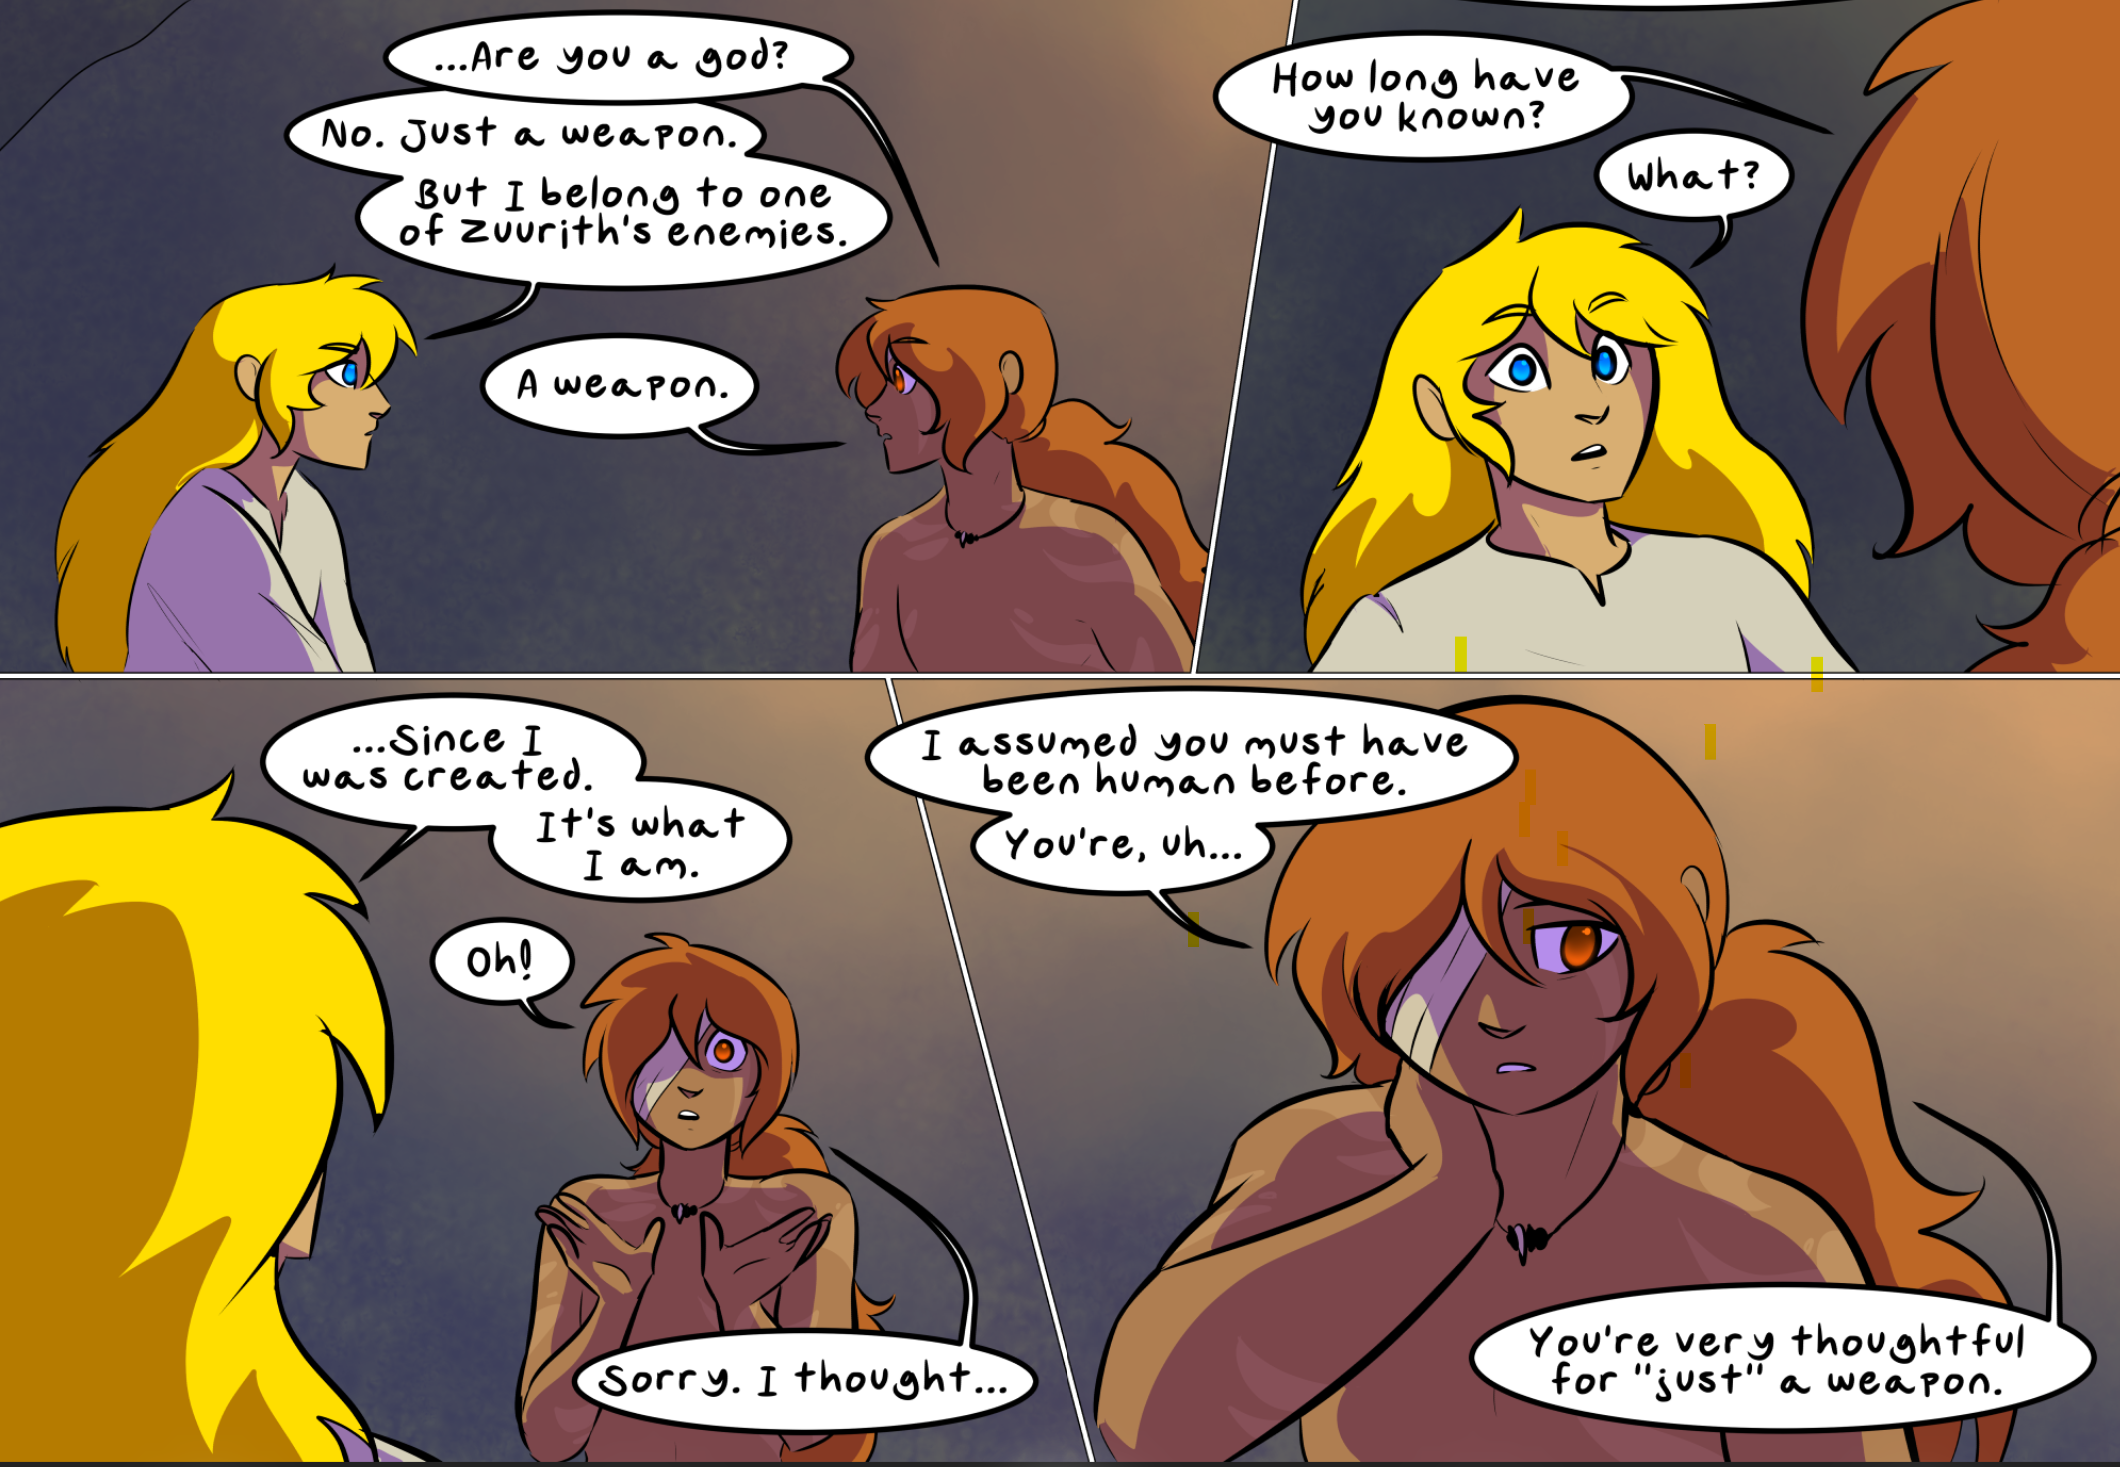 ...Are you a god?
No. Just a weapon.
But I belong to one
of Zuurith's enemies.
A weapon.
How long have
you known?
What?
...Since I
was created.
It's what
I am.
Oh!
Sorry. I thought...
I assumed you must have
been human before.
You're, uh...
You're very thoughtful
for "just" a weapon.